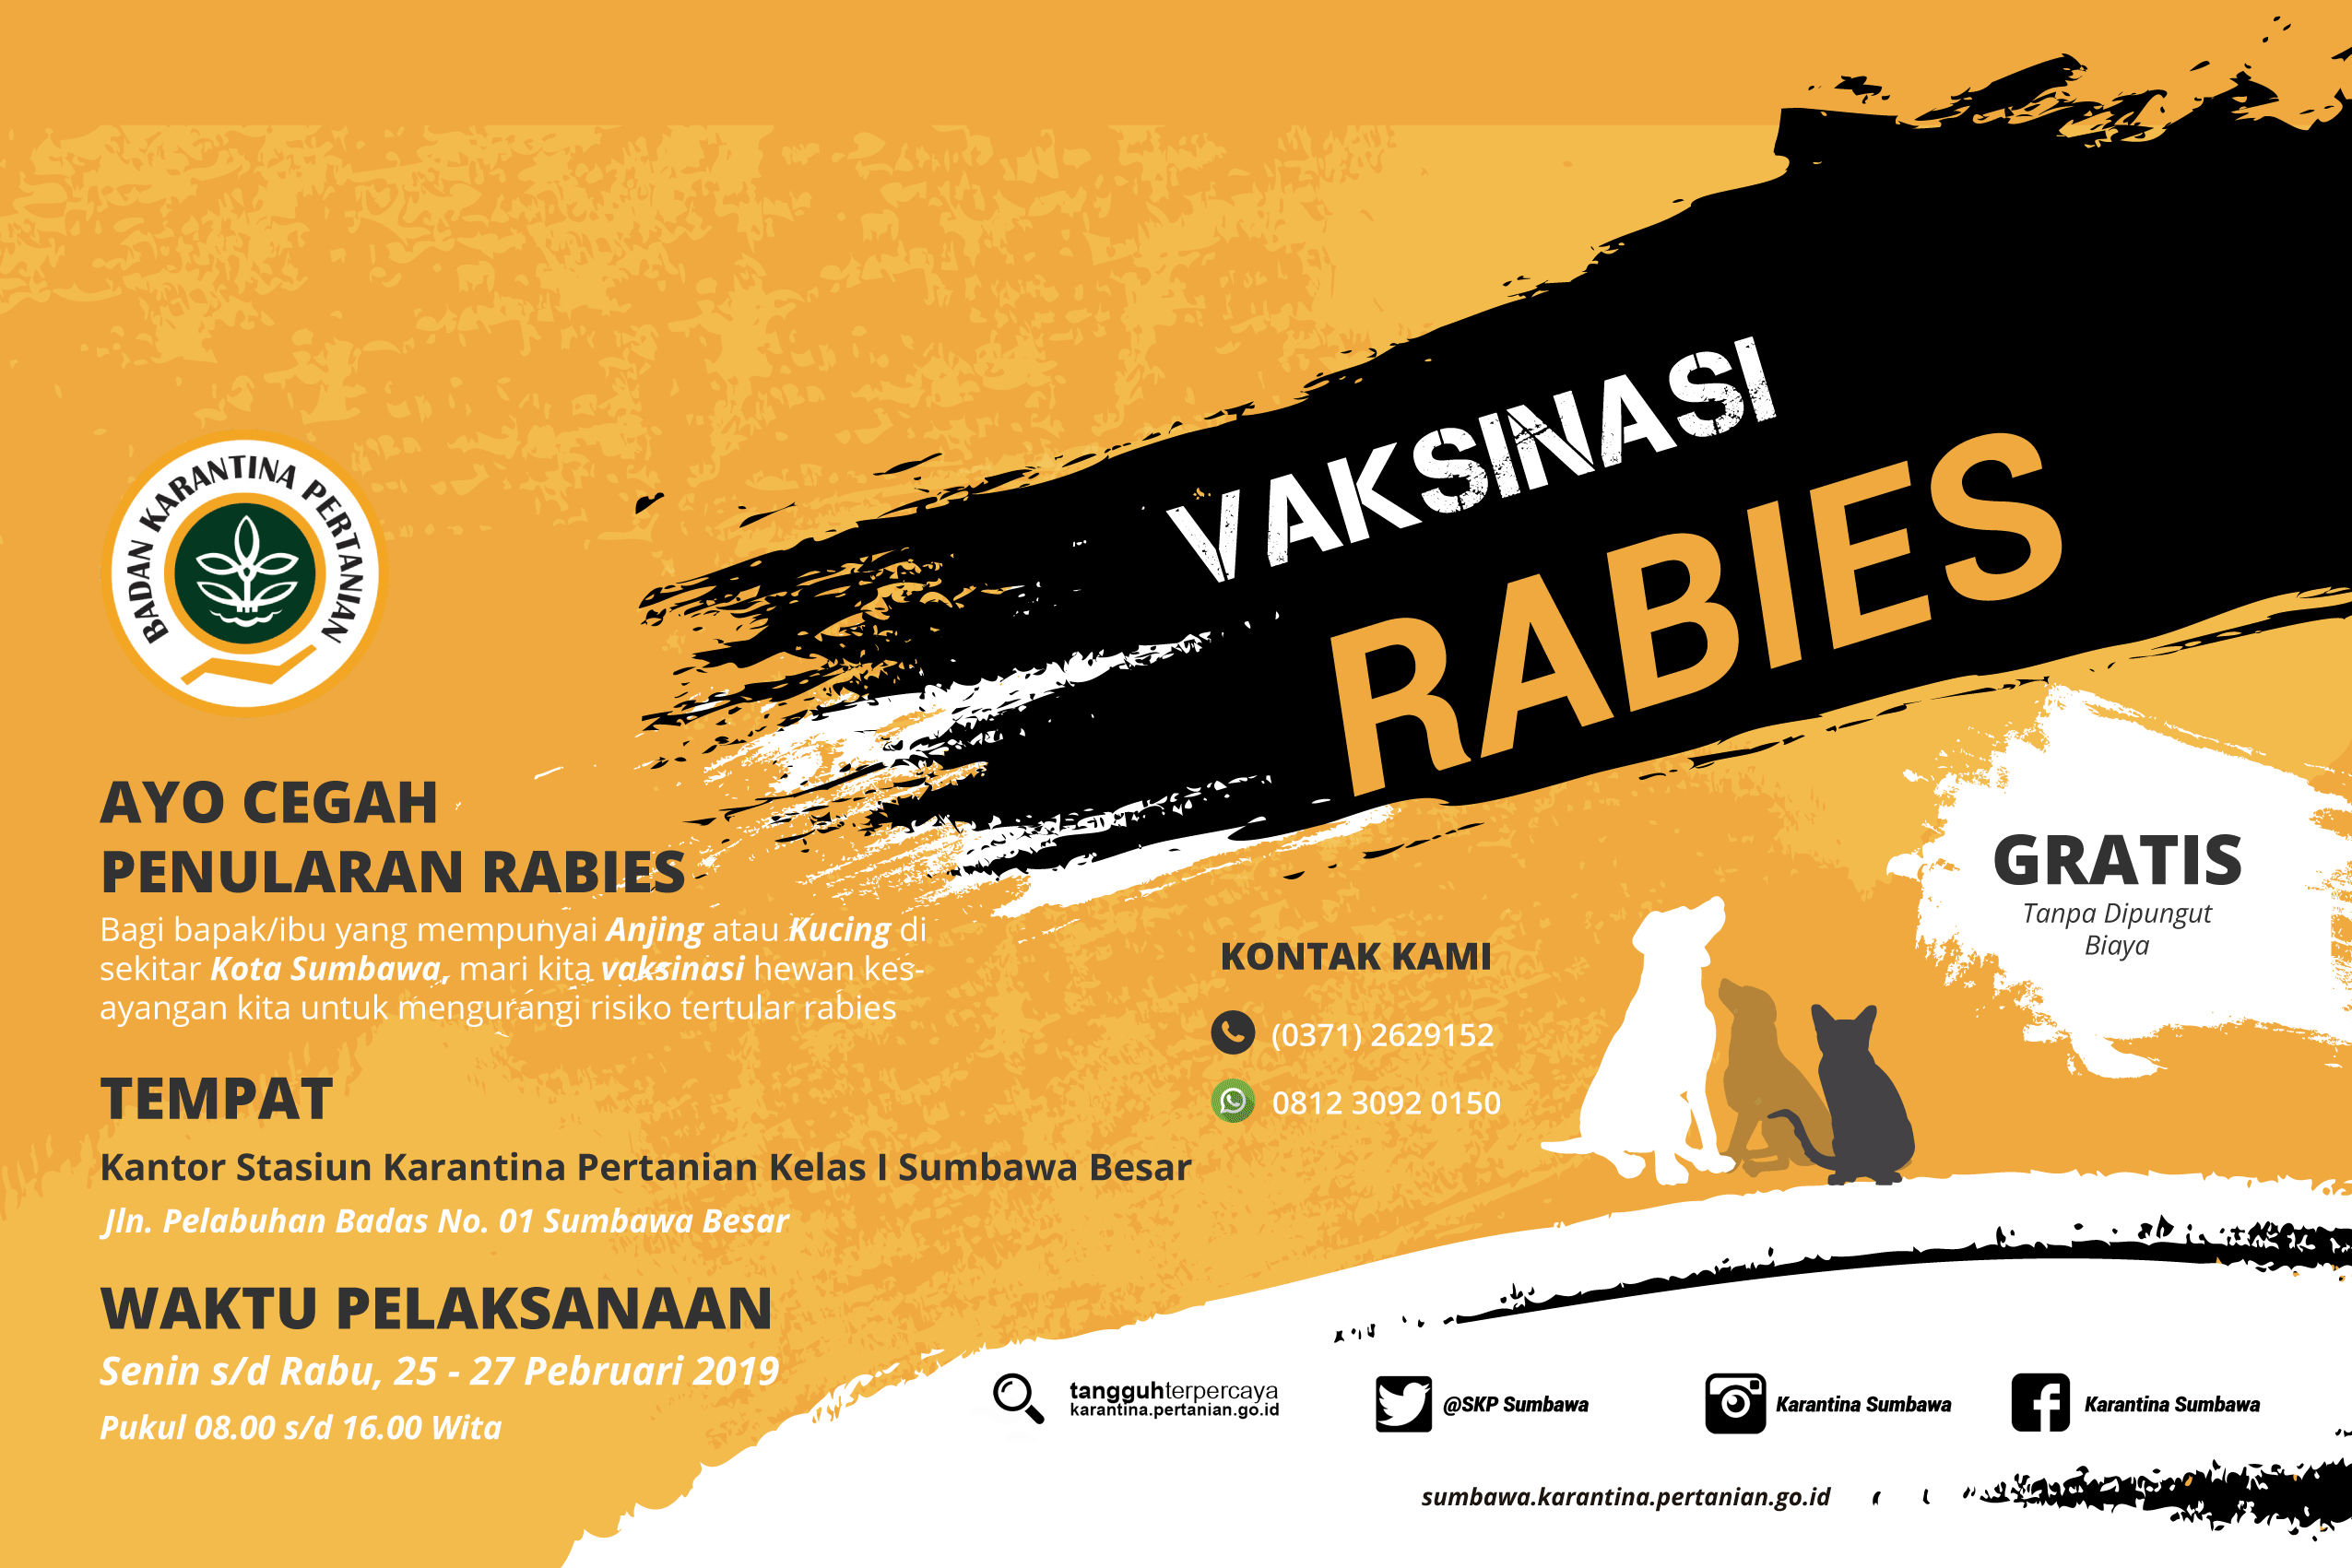 VAKSINASI
RABIES
BADAN KARANTINA PERTANIAN
AYO CEGAH
PENULARAN RABIES
Bagi bapak/ibu yang mempunyai Anjing atau Kucing di
sekitar Kota Sumbawa, mari kita vaksinasi hewan kes-
ayangan kita untuk mengurangi risiko tertular rabies
TEMPAT
Kantor Stasiun Karantina Pertanian Kelas I Sumbawa Besar
Jln. Pelabuhan Badas No. 01 Sumbawa Besar
WAKTU PELAKSANAAN
Senin s/d Rabu, 25 - 27 Pebruari 2019
Pukul 08.00 s/d 16.00 Wita
KONTAK KAMI
(0371) 2629152
0812 3092 0150
GRATIS
Tanpa Dipungut
Biaya
tangguhterpercaya
karantina.pertanian.go.id
@SKP Sumbawa
Karantina Sumbawa
Karantina Sumbawa
sumbawa.karantina.pertanian.go.id